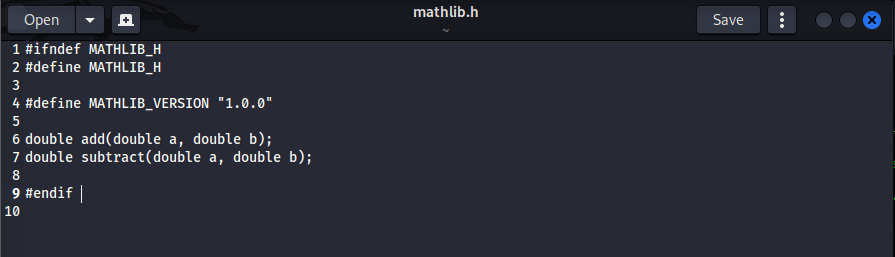 Open
mathlib.h
~
Save
1 #ifndef MATHLIB_H
2 #define MATHLIB_H
3
4 #define MATHLIB_VERSION "1.0.0"
5
6 double add(double a, double b);
7 double subtract(double a, double b);
8
9 #endif
10